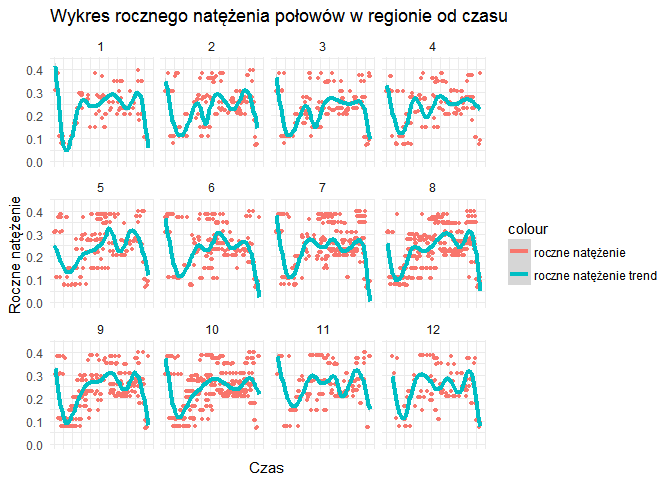 Wykres rocznego natężenia połowów w regionie od czasu
1 2 3 4
0.4
0.3
0.2
0.1
0.0
5 6 7 8
0.4
0.3
0.2
0.1
0.0
9 10 11 12
0.4
0.3
0.2
0.1
0.0
Roczne natężenie
Czas
colour
roczne natężenie
roczne natężenie trend